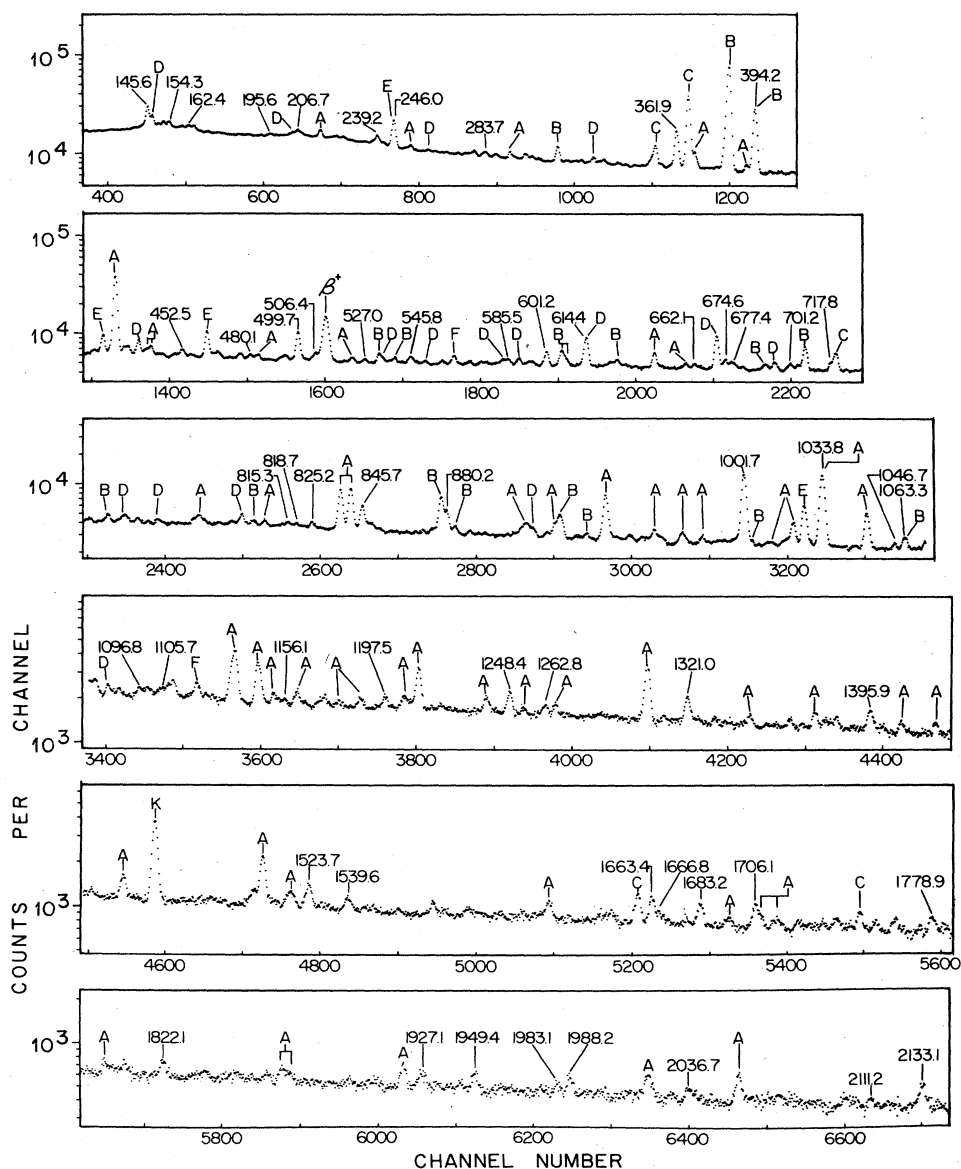 10⁵
10⁴
145.6 D 154.3 162.4 195.6 D 206.7 A 239.2 E 246.0 A D 283.7 A B D C 361.9 C A B A 394.2 B
400 600 800 1000 1200
10⁵
10⁴
E A D A 452.5 E 480.1 A 499.7 506.4 β⁺ A 527.0 B D B 545.8 D F D 585.5 D 601.2 B 614.4 D B A A 662.1 D 674.6 677.4 B D 701.2 B 717.8 C
1400 1600 1800 2000 2200
10⁴
B D D A D B A 815.3 818.7 825.2 A 845.7 B 880.2 B A D A B B A A A A 1001.7 B A E 1033.8 A A 1046.7 1063.3 B
2400 2600 2800 3000 3200
10³
D 1096.8 1105.7 F A A A 1156.1 A A 1197.5 A A A 1248.4 A 1262.8 A A 1321.0 A A 1395.9 A A
3400 3600 3800 4000 4200 4400
10³
A K A A 1523.7 1539.6 A C 1663.4 1666.8 1683.2 A 1706.1 A C 1778.9
4600 4800 5000 5200 5400 5600
10³
A 1822.1 A A 1927.1 1949.4 1983.1 1988.2 A 2036.7 A 2111.2 2133.1
5800 6000 6200 6400 6600
CHANNEL NUMBER
COUNTS PER CHANNEL